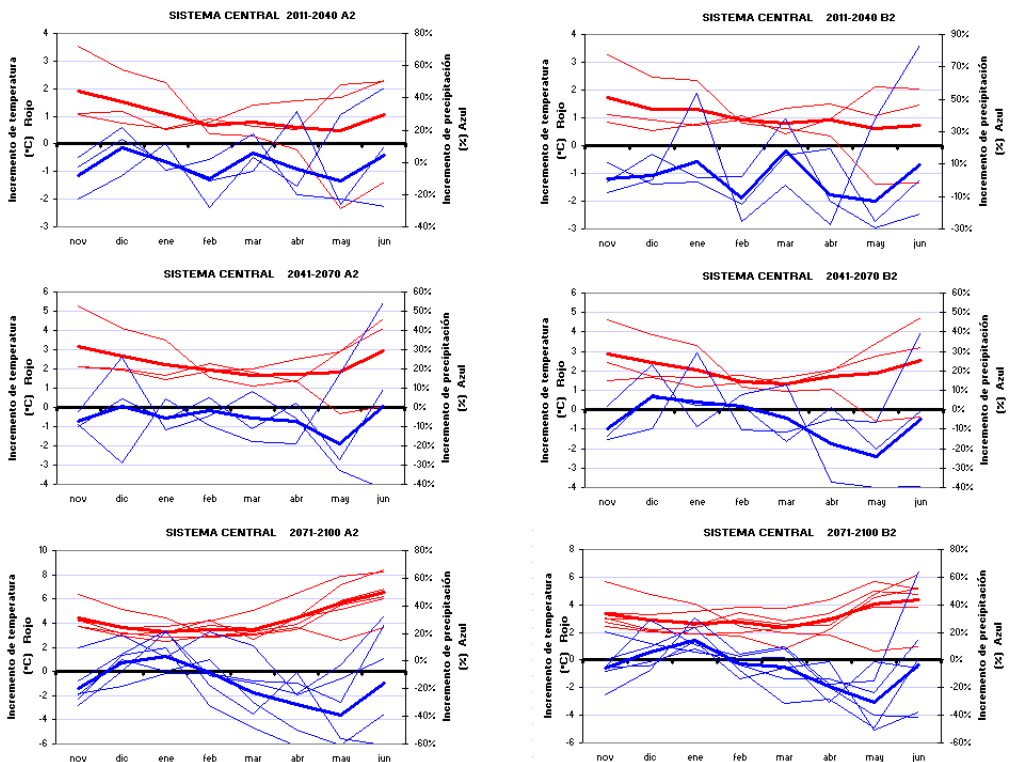 SISTEMA CENTRAL 2011-2040 A2
Incremento de temperatura
(ºC) Rojo
4
3
2
1
0
-1
-2
-3
80%
60%
40%
20%
0%
-20%
-40%
Incremento de precipitación
(%) Azul
nov dic ene feb mar abr may jun
SISTEMA CENTRAL 2011-2040 B2
Incremento de temperatura
(ºC) Rojo
4
3
2
1
0
-1
-2
-3
90%
70%
50%
30%
10%
-10%
-30%
Incremento de precipitación
(%) Azul
nov dic ene feb mar abr may jun
SISTEMA CENTRAL 2041-2070 A2
Incremento de temperatura
(ºC) Rojo
6
5
4
3
2
1
0
-1
-2
-3
-4
60%
50%
40%
30%
20%
10%
0%
-10%
-20%
-30%
-40%
Incremento de precipitación
(%) Azul
nov dic ene feb mar abr may jun
SISTEMA CENTRAL 2041-2070 B2
Incremento de temperatura
(ºC) Rojo
6
5
4
3
2
1
0
-1
-2
-3
-4
60%
50%
40%
30%
20%
10%
0%
-10%
-20%
-30%
-40%
Incremento de precipitación
(%) Azul
nov dic ene feb mar abr may jun
SISTEMA CENTRAL 2071-2100 A2
Incremento de temperatura
(ºC) Rojo
10
8
6
4
2
0
-2
-4
-6
80%
60%
40%
20%
0%
-20%
-40%
-60%
Incremento de precipitación
(%) Azul
nov dic ene feb mar abr may jun
SISTEMA CENTRAL 2071-2100 B2
Incremento de temperatura
(ºC) Rojo
8
6
4
2
0
-2
-4
-6
80%
60%
40%
20%
0%
-20%
-40%
-60%
Incremento de precipitación
(%) Azul
nov dic ene feb mar abr may jun